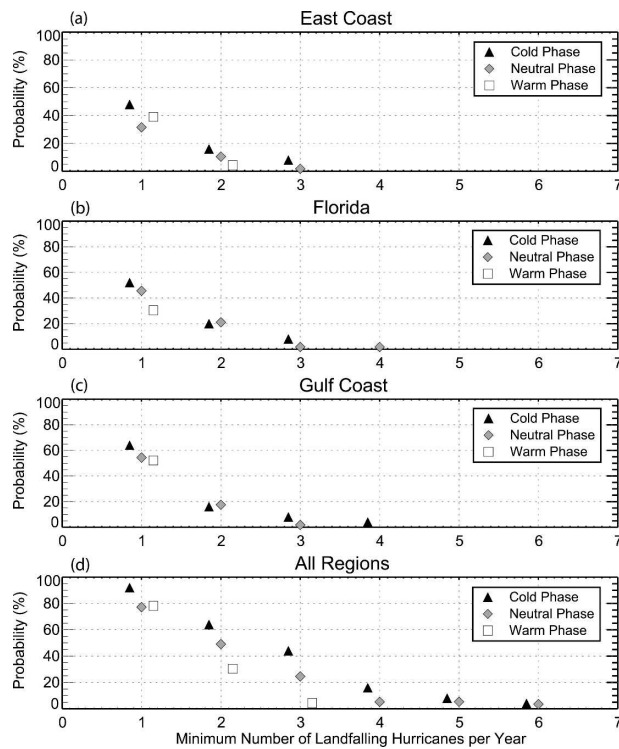 (a) East Coast
Probability (%)
100
80
60
40
20
0
0 1 2 3 4 5 6 7
Cold Phase
Neutral Phase
Warm Phase
(b) Florida
Probability (%)
100
80
60
40
20
0
0 1 2 3 4 5 6 7
Cold Phase
Neutral Phase
Warm Phase
(c) Gulf Coast
Probability (%)
100
80
60
40
20
0
0 1 2 3 4 5 6 7
Cold Phase
Neutral Phase
Warm Phase
(d) All Regions
Probability (%)
100
80
60
40
20
0
0 1 2 3 4 5 6 7
Cold Phase
Neutral Phase
Warm Phase
Minimum Number of Landfalling Hurricanes per Year